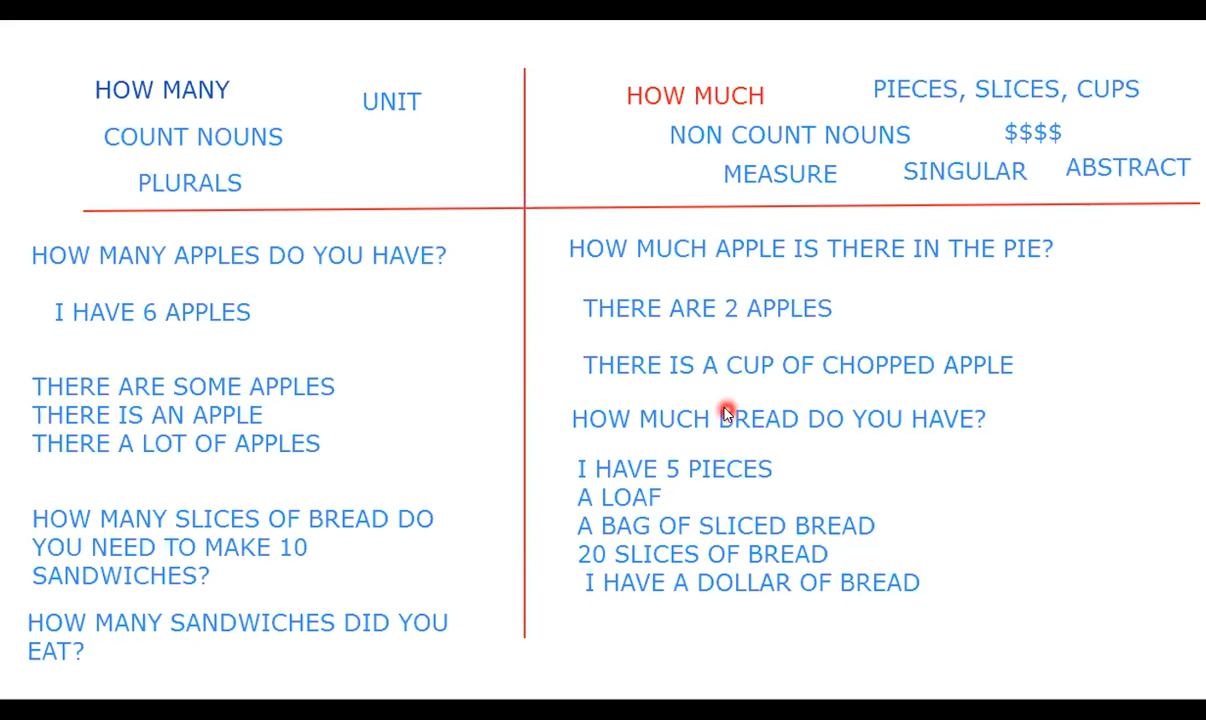 HOW MANY
UNIT
COUNT NOUNS
PLURALS
HOW MANY APPLES DO YOU HAVE?
I HAVE 6 APPLES
THERE ARE SOME APPLES
THERE IS AN APPLE
THERE A LOT OF APPLES
HOW MANY SLICES OF BREAD DO
YOU NEED TO MAKE 10
SANDWICHES?
HOW MANY SANDWICHES DID YOU
EAT?
HOW MUCH
PIECES, SLICES, CUPS
NON COUNT NOUNS
$$$$
MEASURE
SINGULAR
ABSTRACT
HOW MUCH APPLE IS THERE IN THE PIE?
THERE ARE 2 APPLES
THERE IS A CUP OF CHOPPED APPLE
HOW MUCH BREAD DO YOU HAVE?
I HAVE 5 PIECES
A LOAF
A BAG OF SLICED BREAD
20 SLICES OF BREAD
I HAVE A DOLLAR OF BREAD